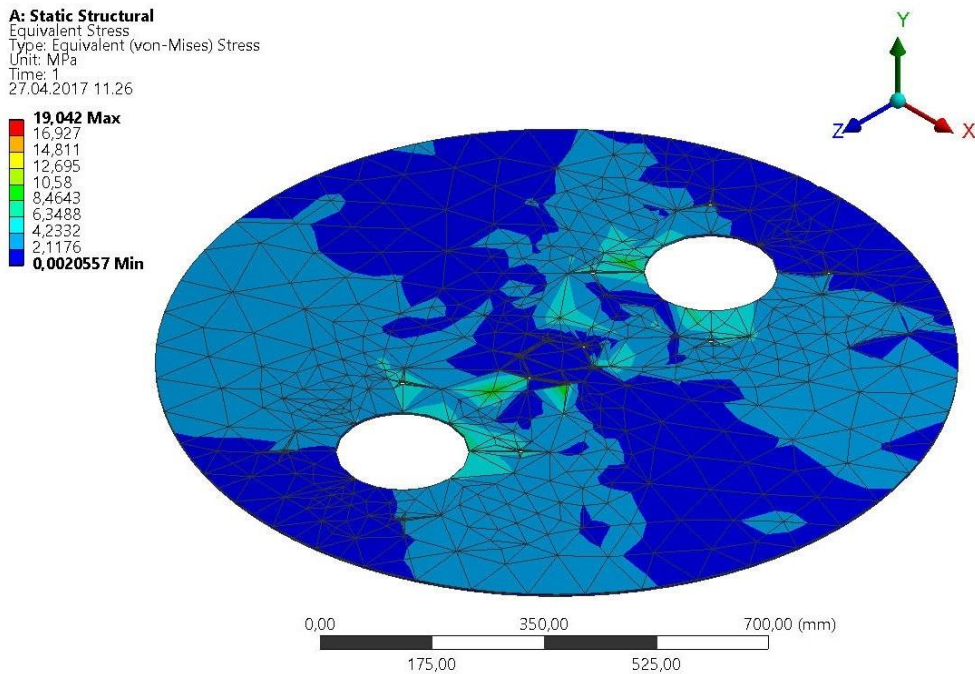 A: Static Structural
Equivalent Stress
Type: Equivalent (von-Mises) Stress
Unit: MPa
Time: 1
27.04.2017 11.26
19,042 Max
16,927
14,811
12,695
10,58
8,4643
6,3488
4,2332
2,1176
0,0020557 Min
Y
Z
X
0,00 350,00 700,00 (mm)
175,00 525,00